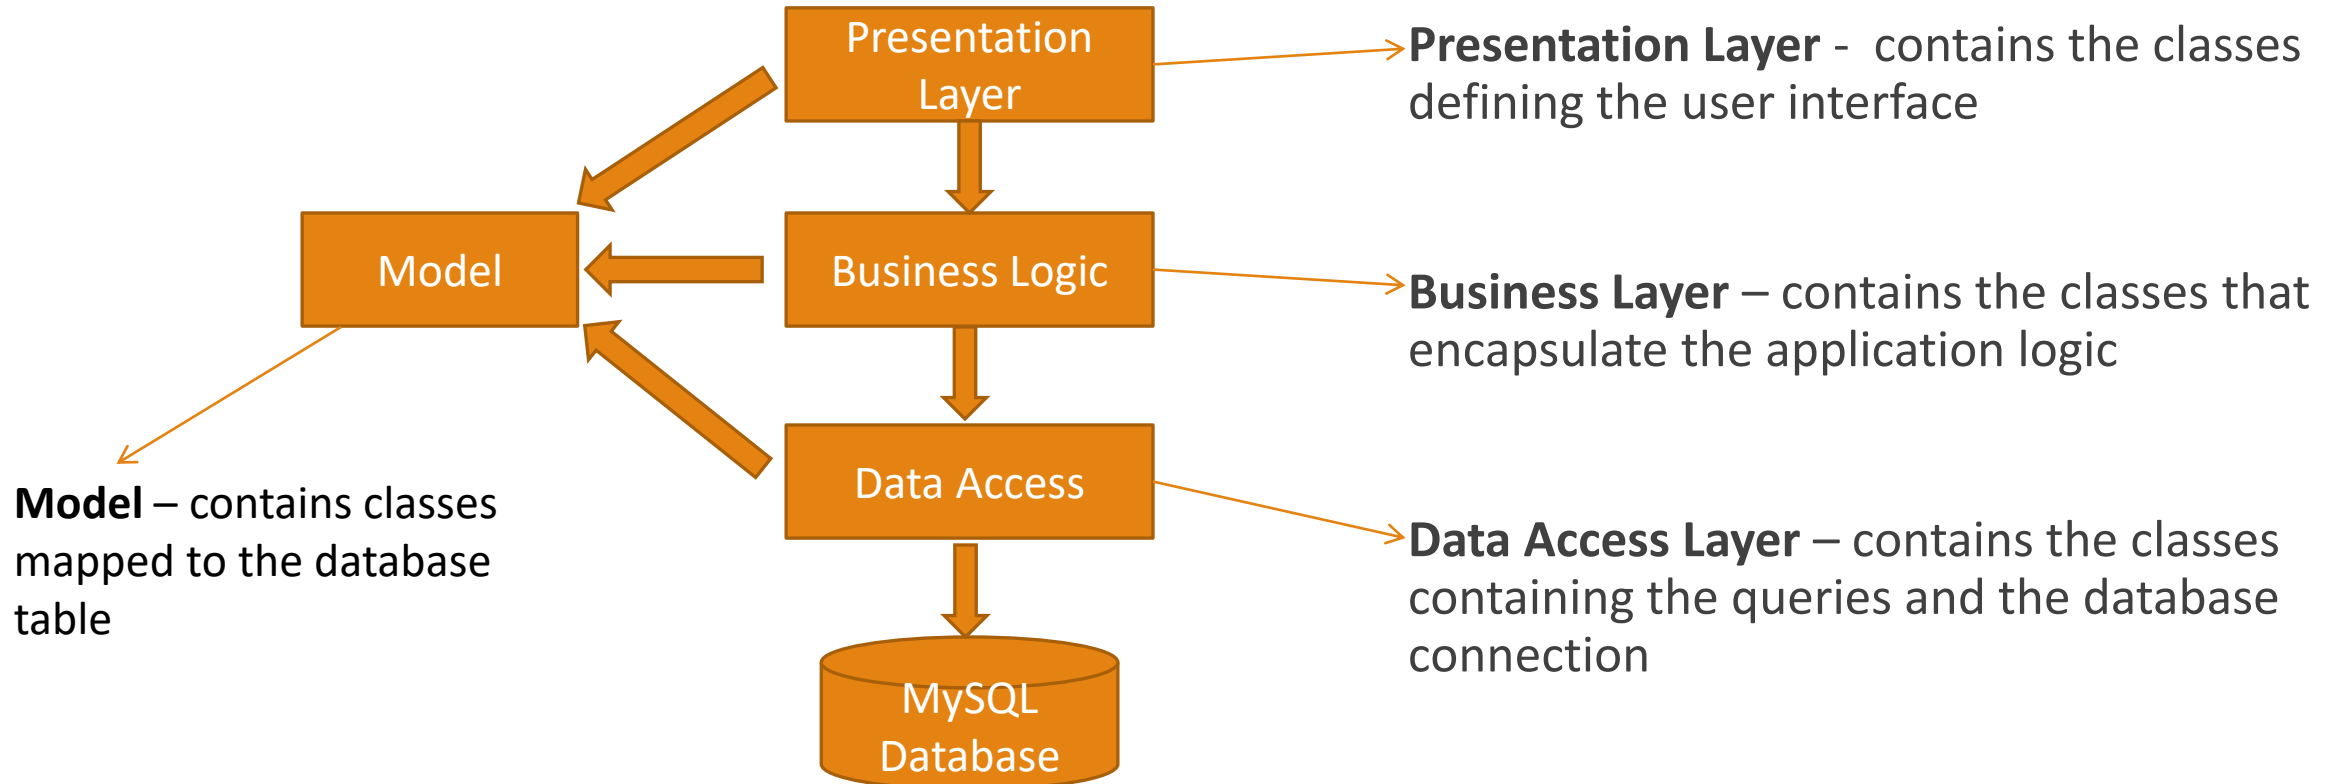 Presentation
Layer
Presentation Layer -  contains the classes
defining the user interface
Model
Business Logic
Business Layer – contains the classes that
encapsulate the application logic
Data Access
Model – contains classes
mapped to the database
table
Data Access Layer – contains the classes
containing the queries and the database
connection
MySQL
Database